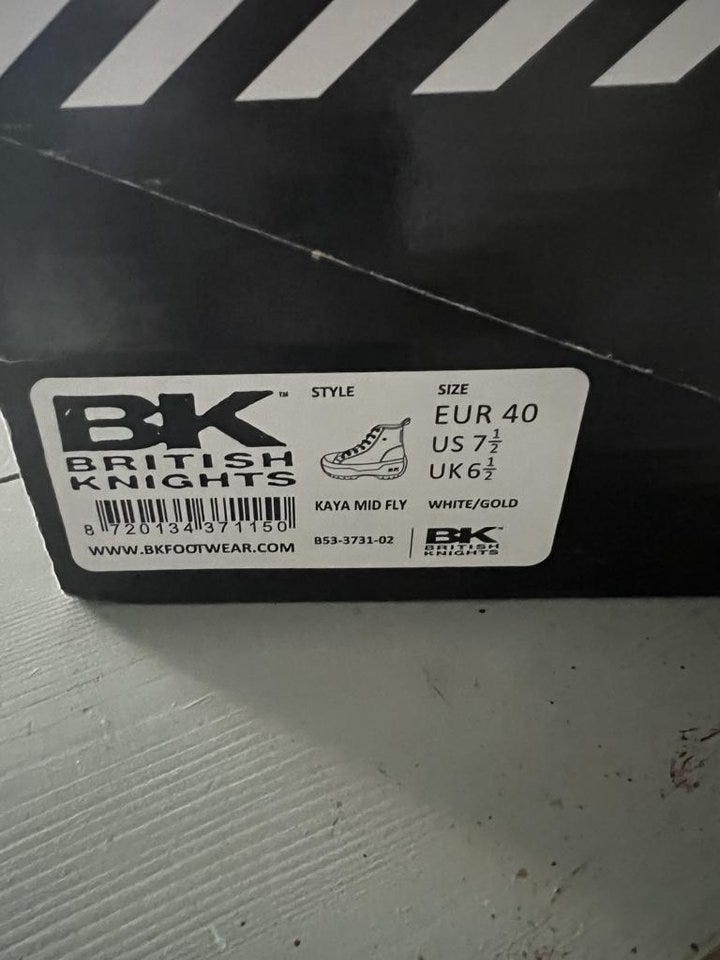 BK™
BRITISH
KNIGHTS
8 720134 371150
WWW.BKFOOTWEAR.COM
STYLE
KAYA MID FLY
B53-3731-02
SIZE
EUR 40
US 7½
UK 6½
WHITE/GOLD
BK™
BRITISH
KNIGHTS